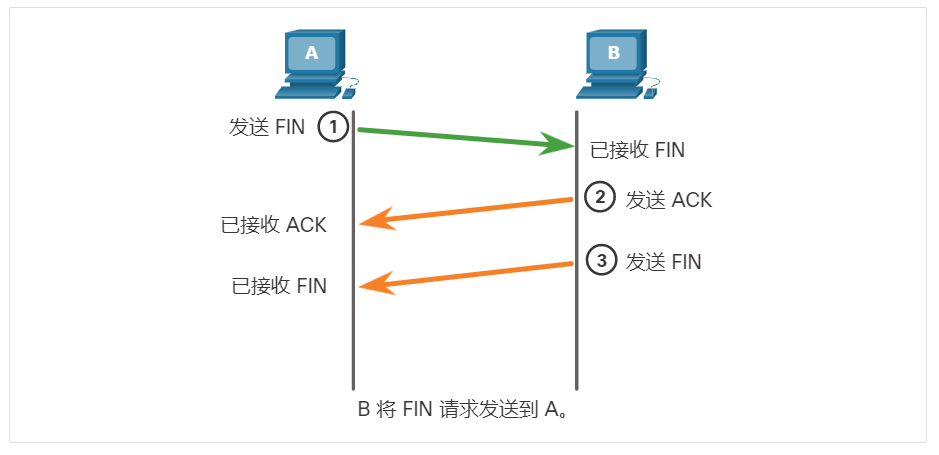 A
B
发送 FIN
1
已接收 FIN
2
发送 ACK
已接收 ACK
3
发送 FIN
已接收 FIN
B 将 FIN 请求发送到 A。